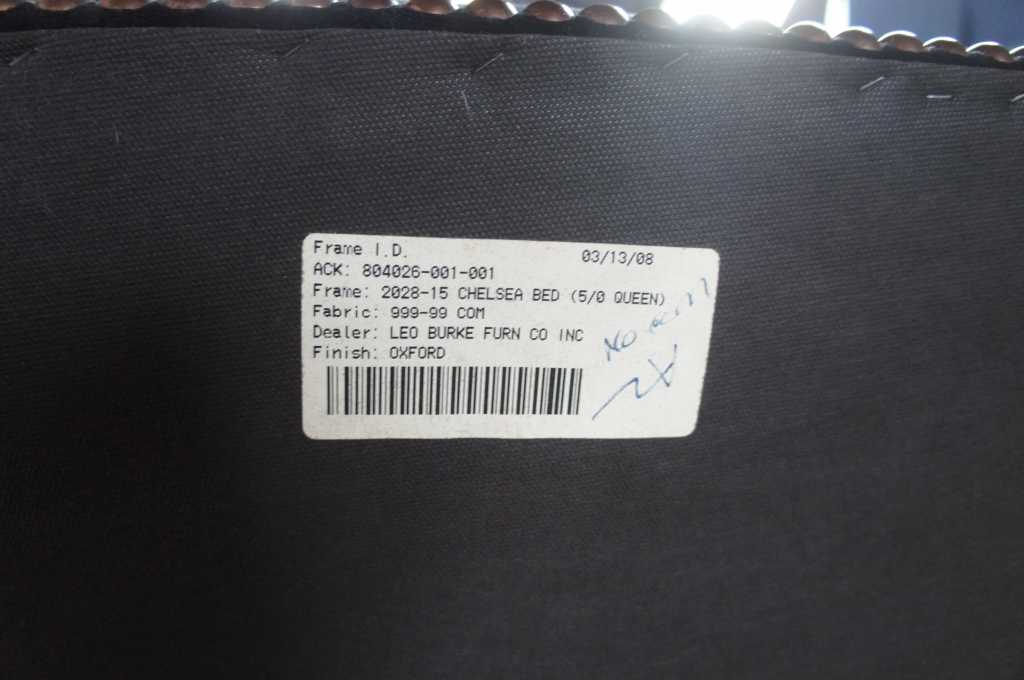 Frame I.D.
03/13/08
ACK: 804026-001-001
Frame: 2028-15 CHELSEA BED (5/0 QUEEN)
Fabric: 999-99 COM
Dealer: LEO BURKE FURN CO INC
Finish: OXFORD
NO